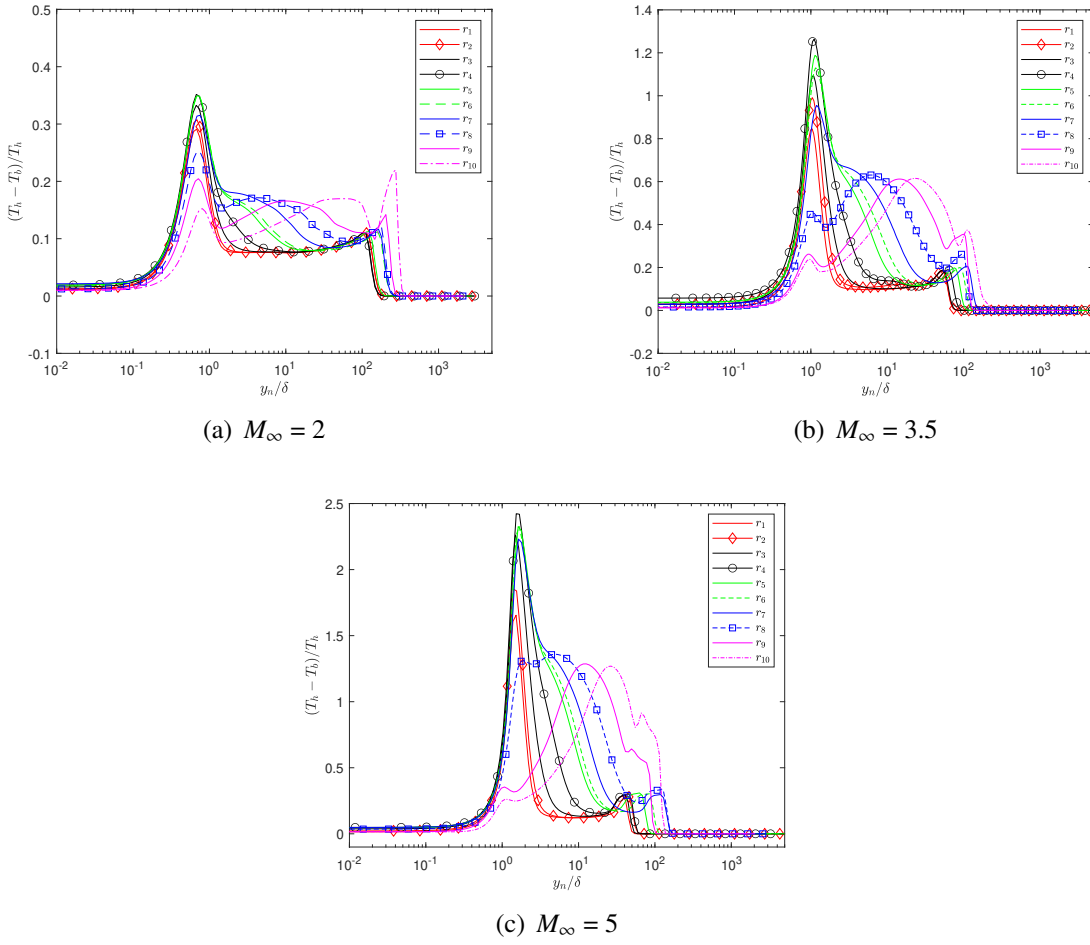 0.5
0.4
0.3
0.2
0.1
0
-0.1
(T_h − T_b)/T_h
10^-2 10^-1 10^0 10^1 10^2 10^3
y_n/δ
r_1
r_2
r_3
r_4
r_5
r_6
r_7
r_8
r_9
r_10
(a) M_∞ = 2
1.4
1.2
1.0
0.8
0.6
0.4
0.2
0
-0.2
(T_h − T_b)/T_h
10^-2 10^-1 10^0 10^1 10^2 10^3
y_n/δ
r_1
r_2
r_3
r_4
r_5
r_6
r_7
r_8
r_9
r_10
(b) M_∞ = 3.5
2.5
2
1.5
1
0.5
0
(T_h − T_b)/T_h
10^-2 10^-1 10^0 10^1 10^2 10^3
y_n/δ
r_1
r_2
r_3
r_4
r_5
r_6
r_7
r_8
r_9
r_10
(c) M_∞ = 5